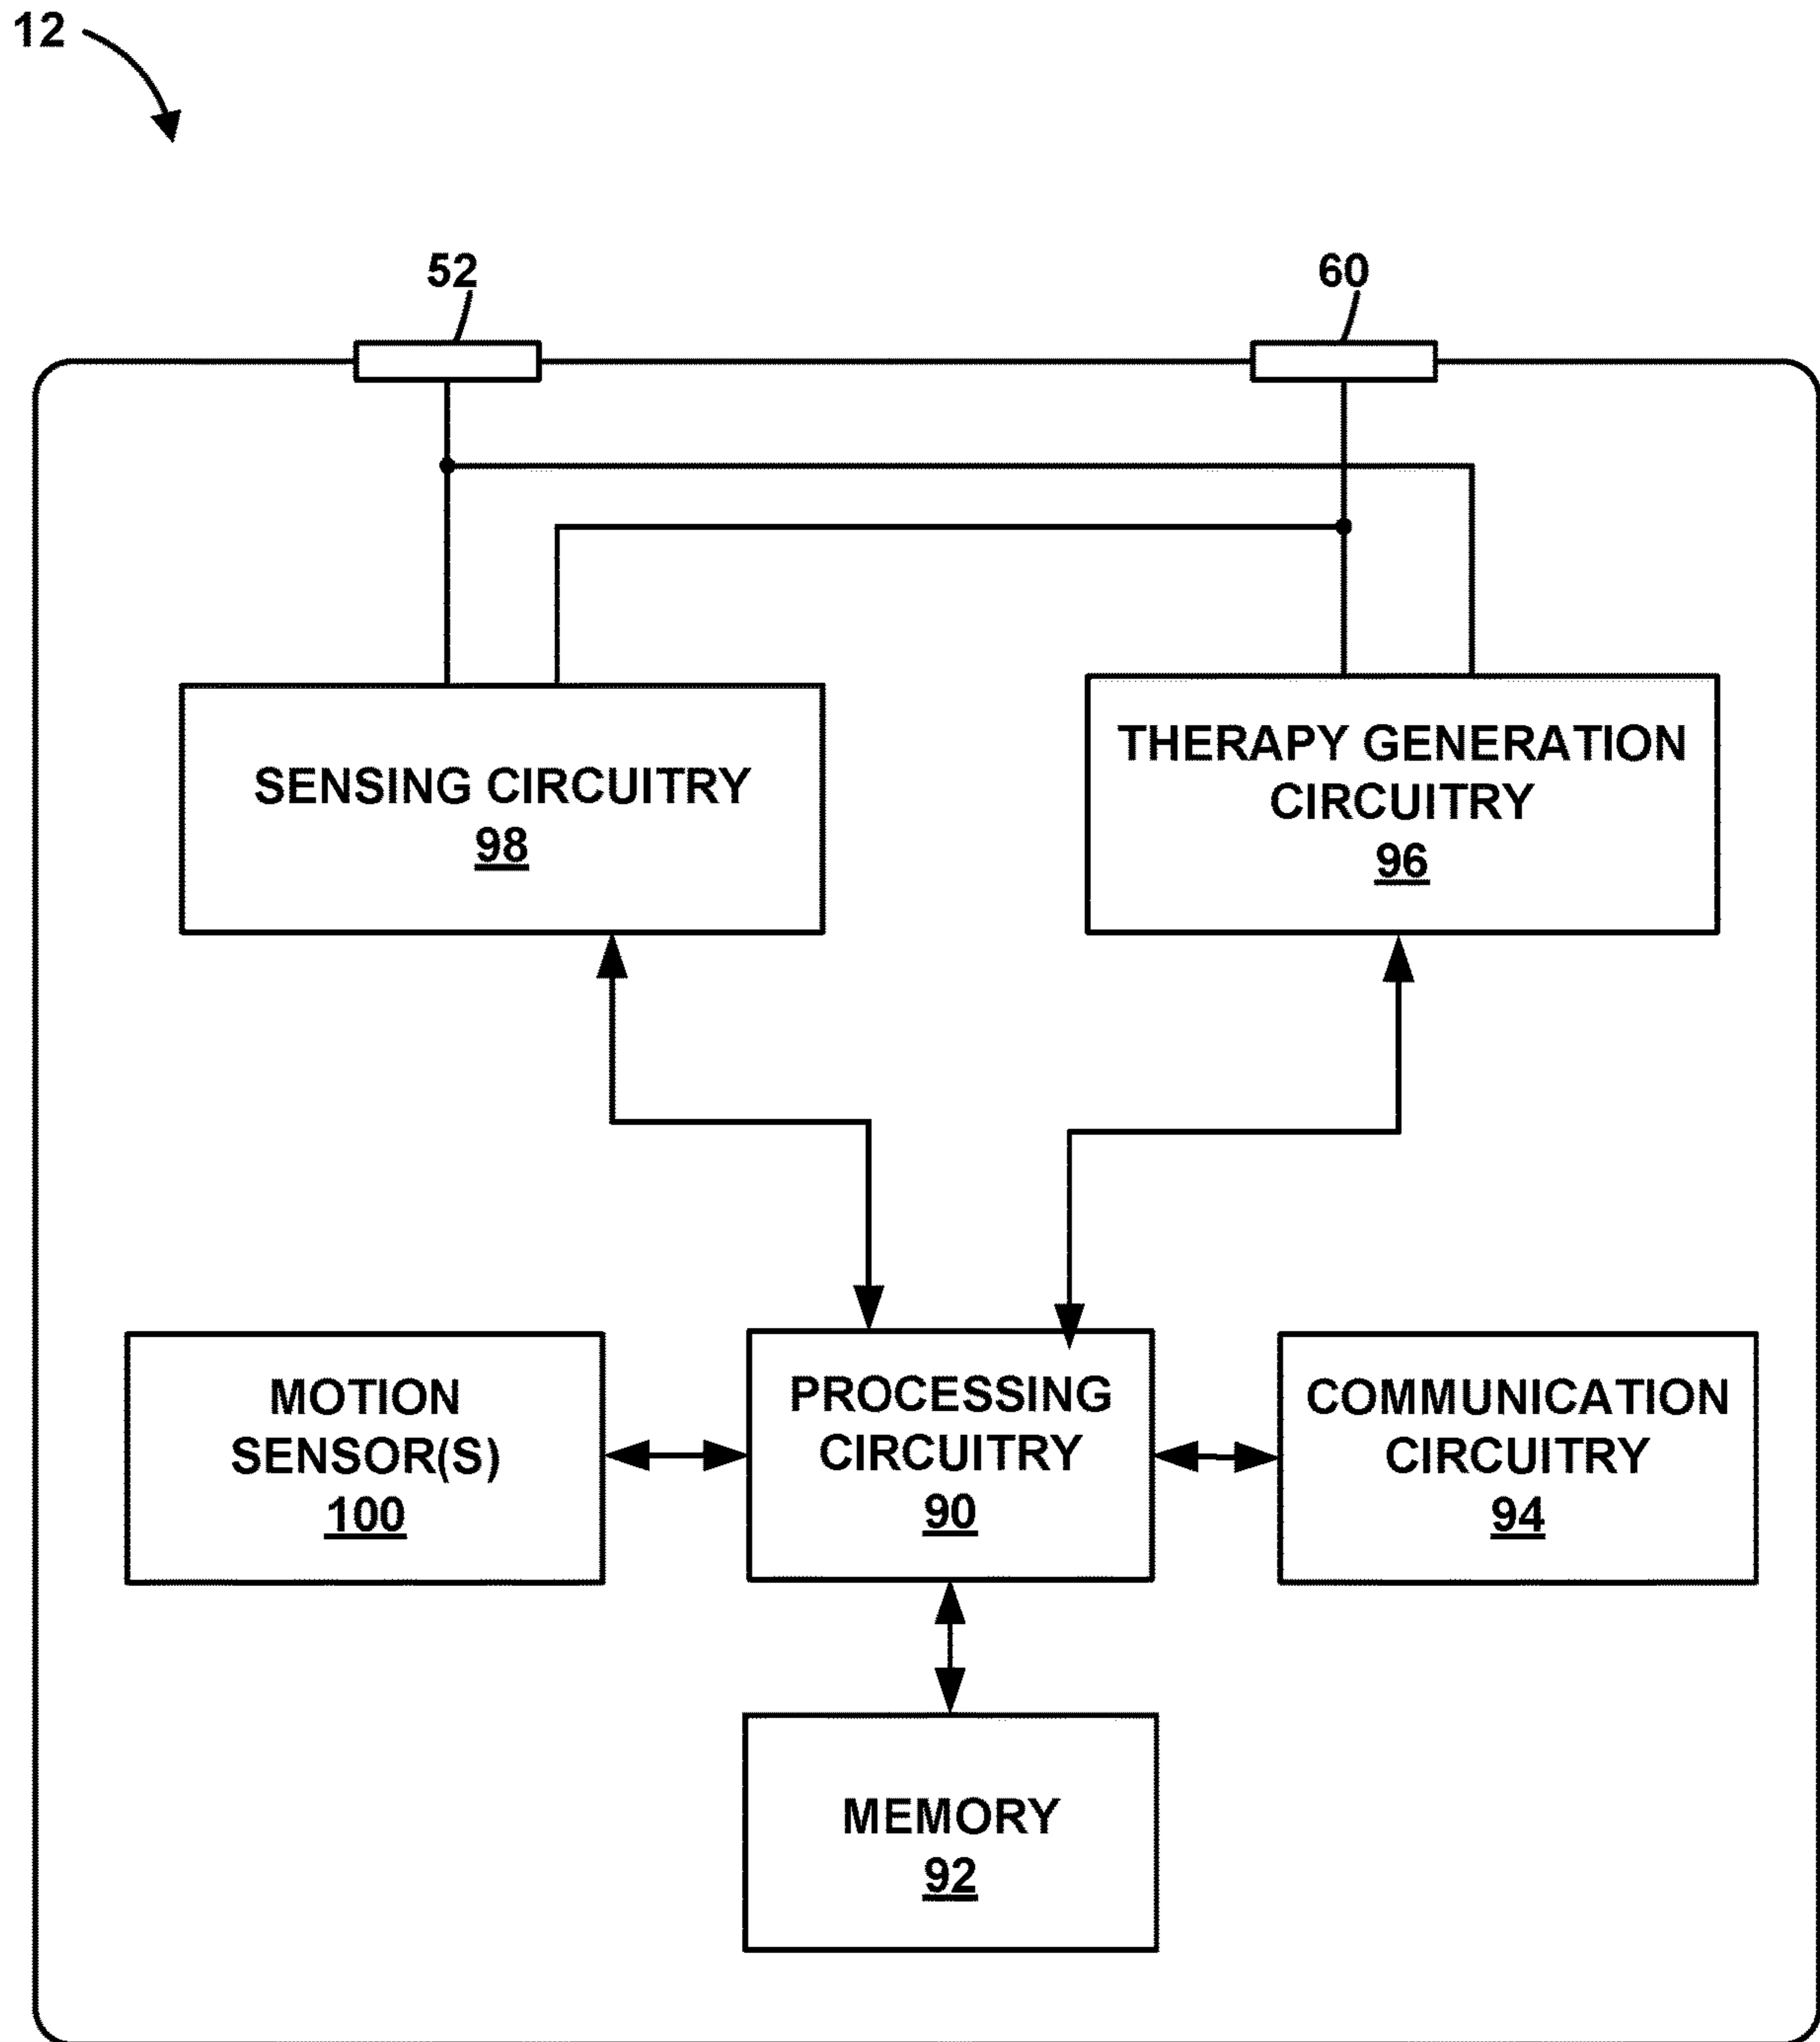 12
52
60
SENSING CIRCUITRY
98
THERAPY GENERATION
CIRCUITRY
96
MOTION
SENSOR(S)
100
PROCESSING
CIRCUITRY
90
COMMUNICATION
CIRCUITRY
94
MEMORY
92